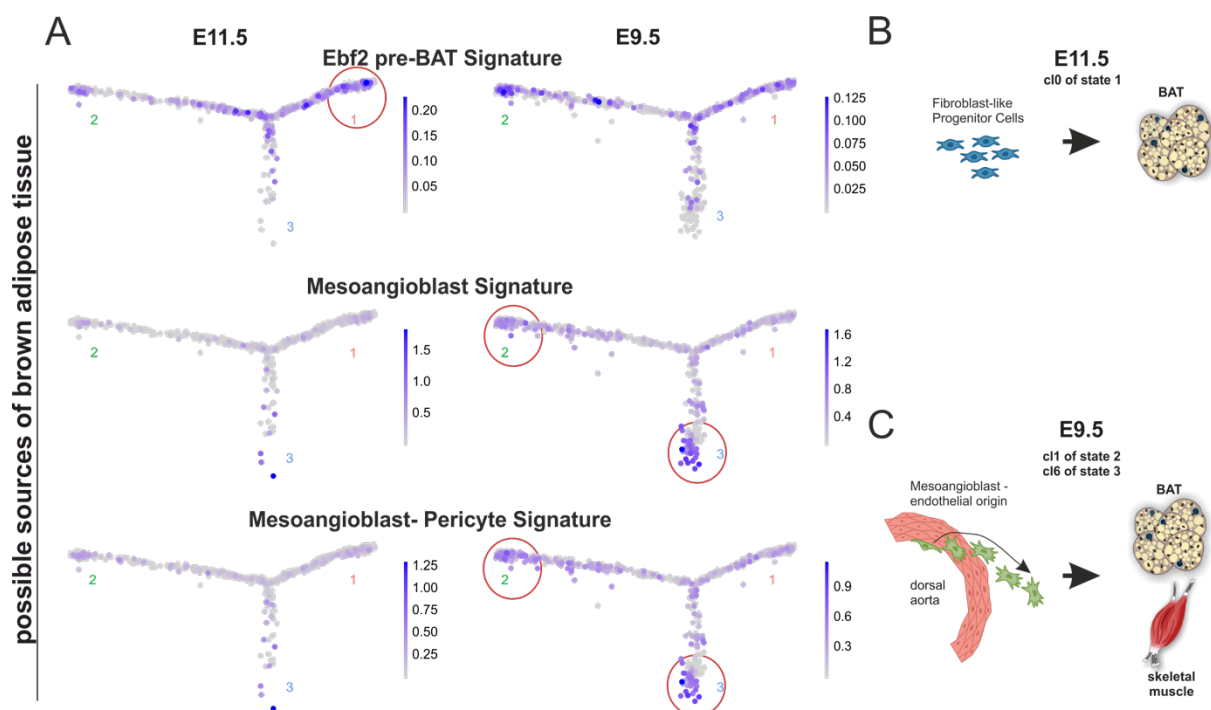 A
E11.5
E9.5
Ebf2 pre-BAT Signature
2
1
3
0.20
0.15
0.10
0.05
2
1
3
0.125
0.100
0.075
0.050
0.025
Mesoangioblast Signature
2
1
3
1.5
1.0
0.5
2
1
3
1.6
1.2
0.8
0.4
Mesoangioblast- Pericyte Signature
2
1
3
1.25
1.00
0.75
0.50
0.25
2
1
3
0.9
0.6
0.3
possible sources of brown adipose tissue
B
E11.5
cl0 of state 1
Fibroblast-like
Progenitor Cells
BAT
C
E9.5
cl1 of state 2
cl6 of state 3
Mesoangioblast -
endothelial origin
dorsal
aorta
BAT
skeletal
muscle